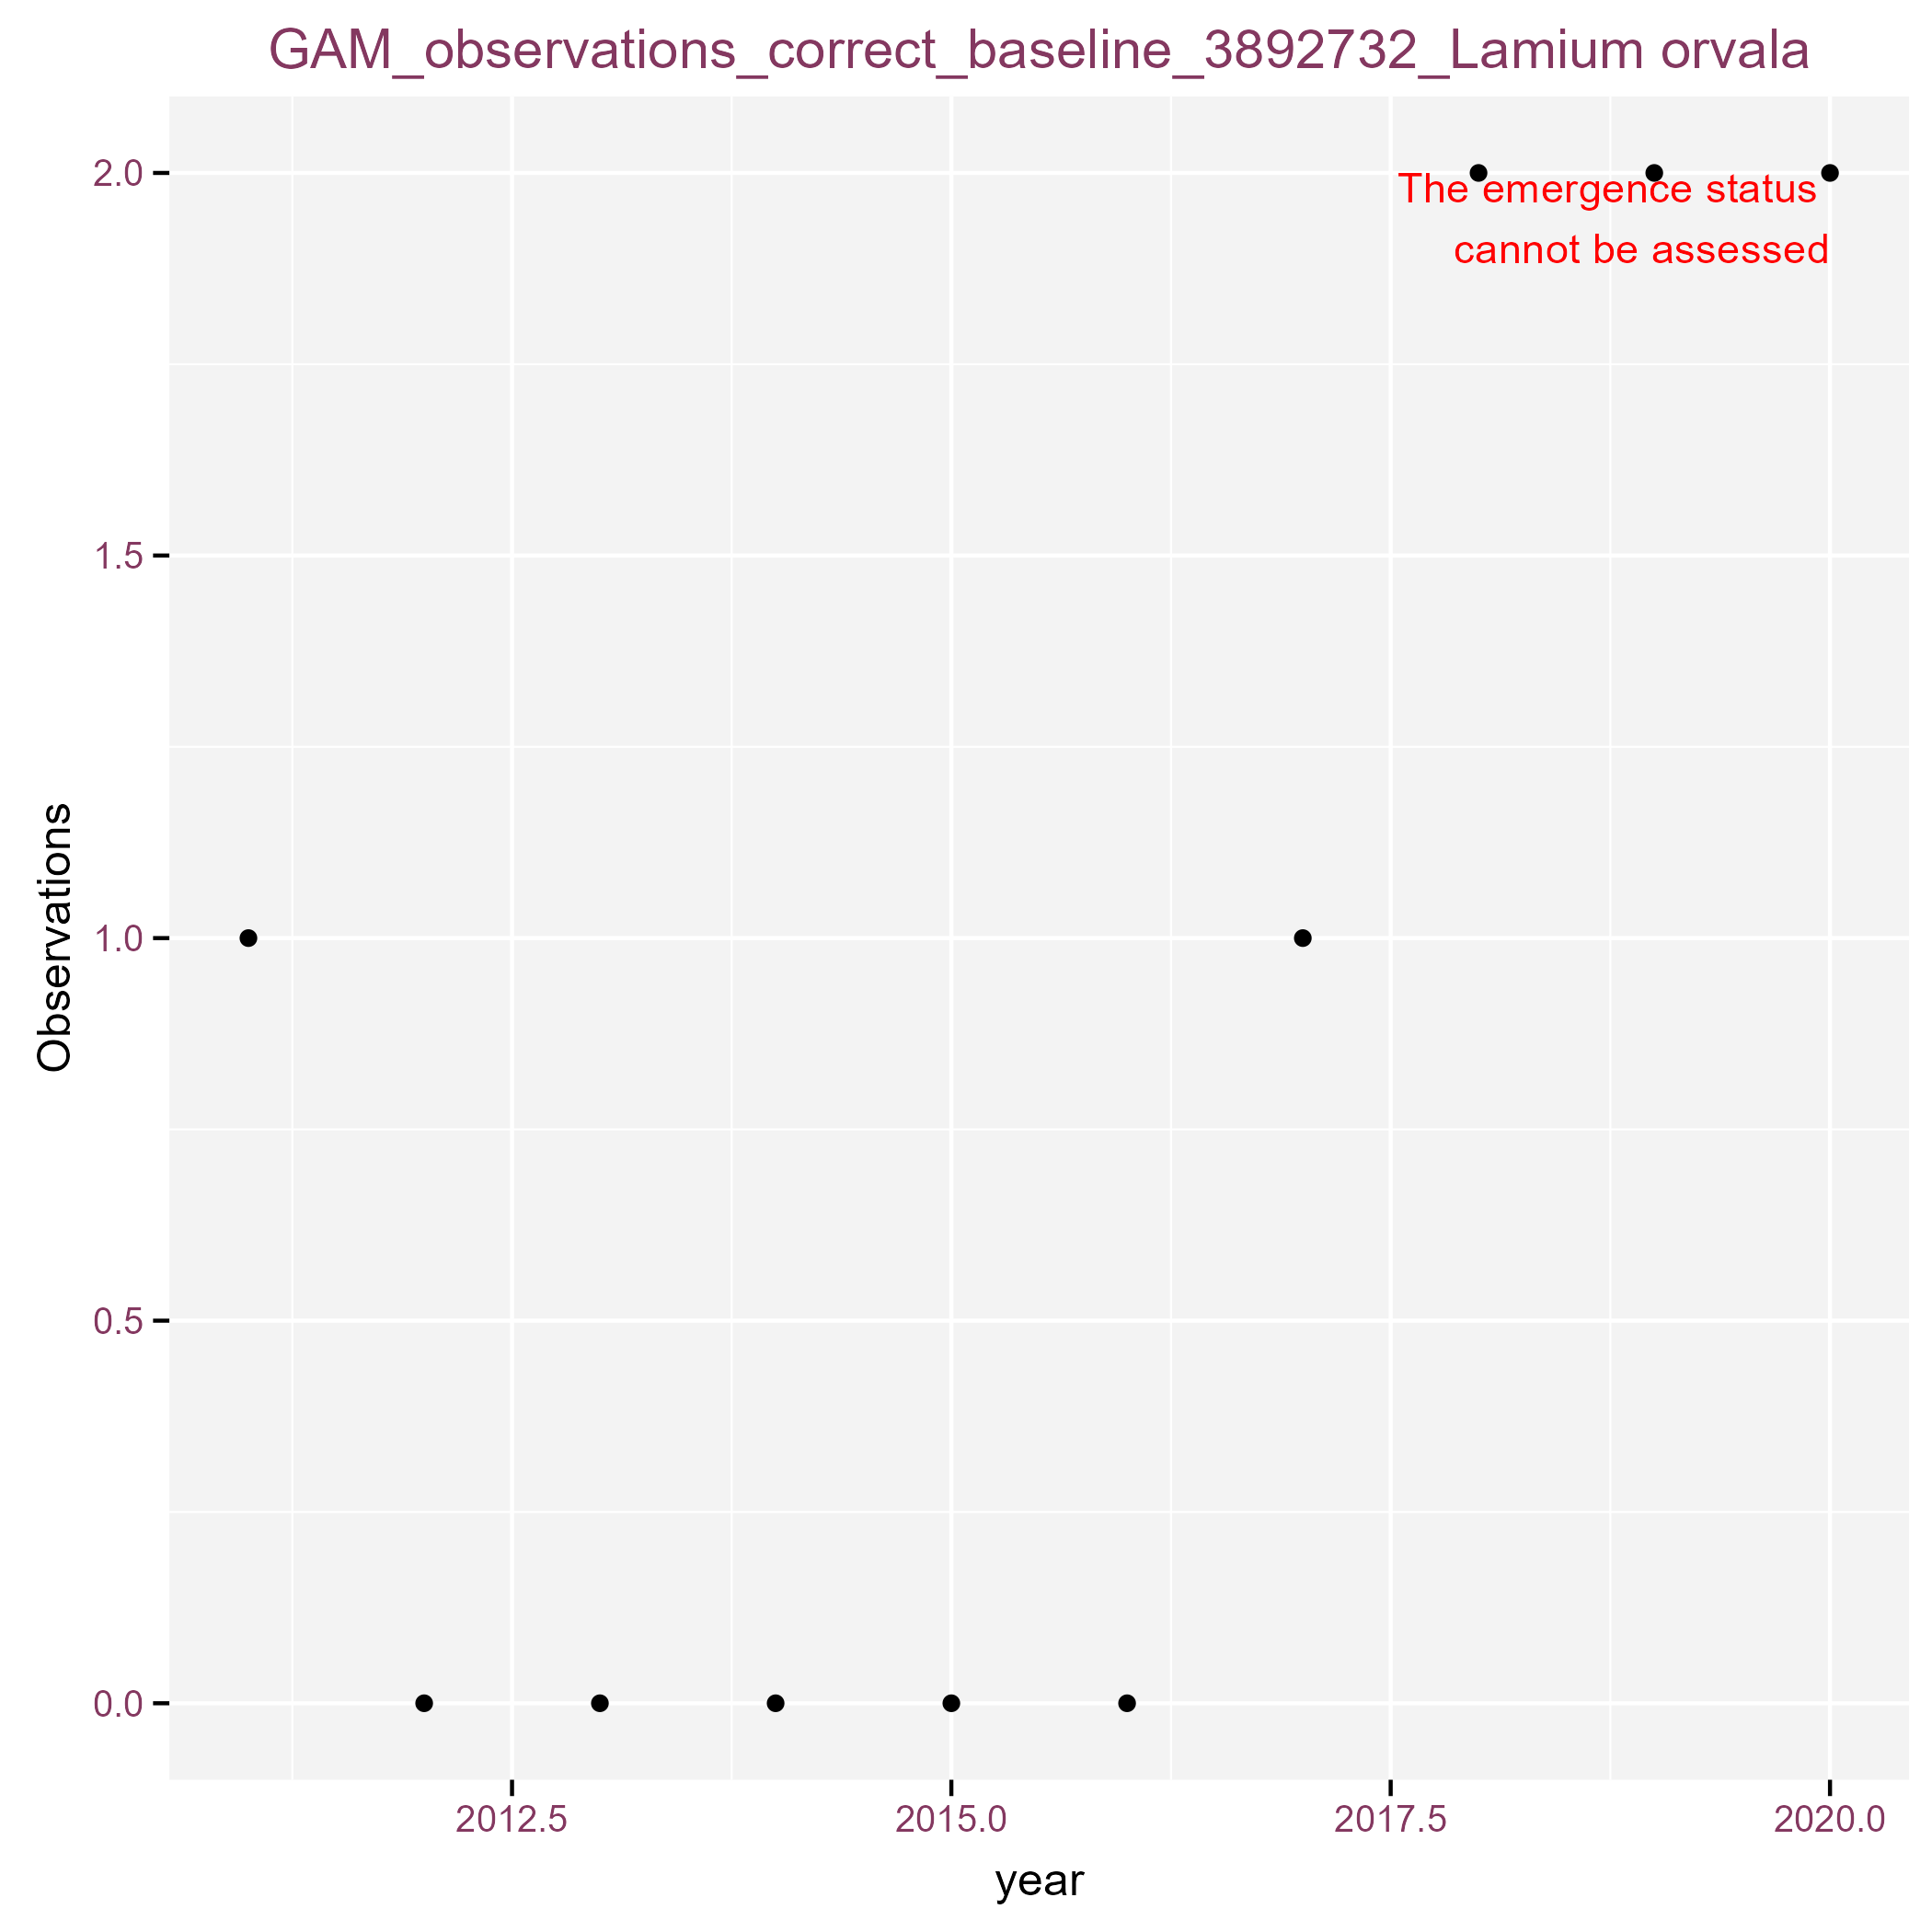 GAM_observations_correct_baseline_3892732_Lamium orvala
2.0
The emergence status
cannot be assessed
1.5
1.0
0.5
0.0
Observations
2012.5 2015.0 2017.5 2020.0
year